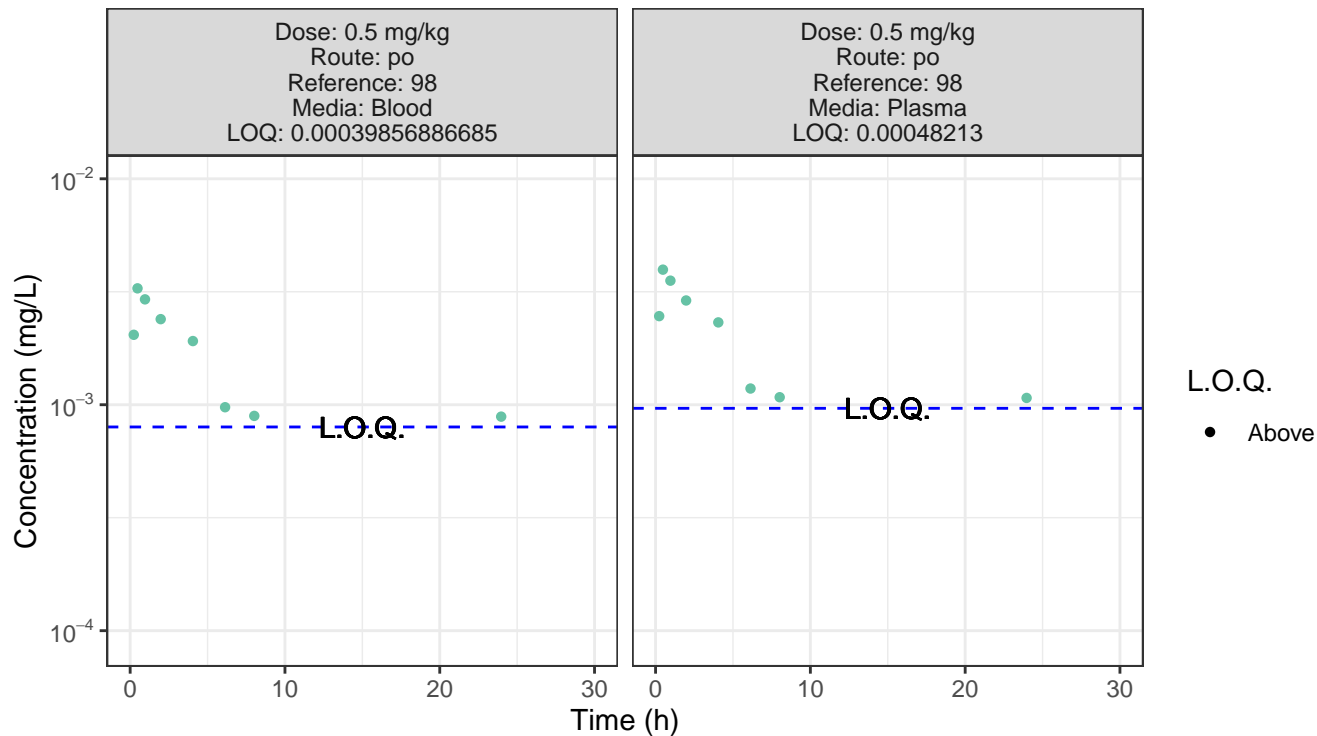 Dose: 0.5 mg/kg
Route: po
Reference: 98
Media: Blood
LOQ: 0.00039856886685
Dose: 0.5 mg/kg
Route: po
Reference: 98
Media: Plasma
LOQ: 0.00048213
Concentration (mg/L)
10⁻²
10⁻³
10⁻⁴
L.O.Q.
L.O.Q.
0 10 20 30
0 10 20 30
Time (h)
L.O.Q.
Above